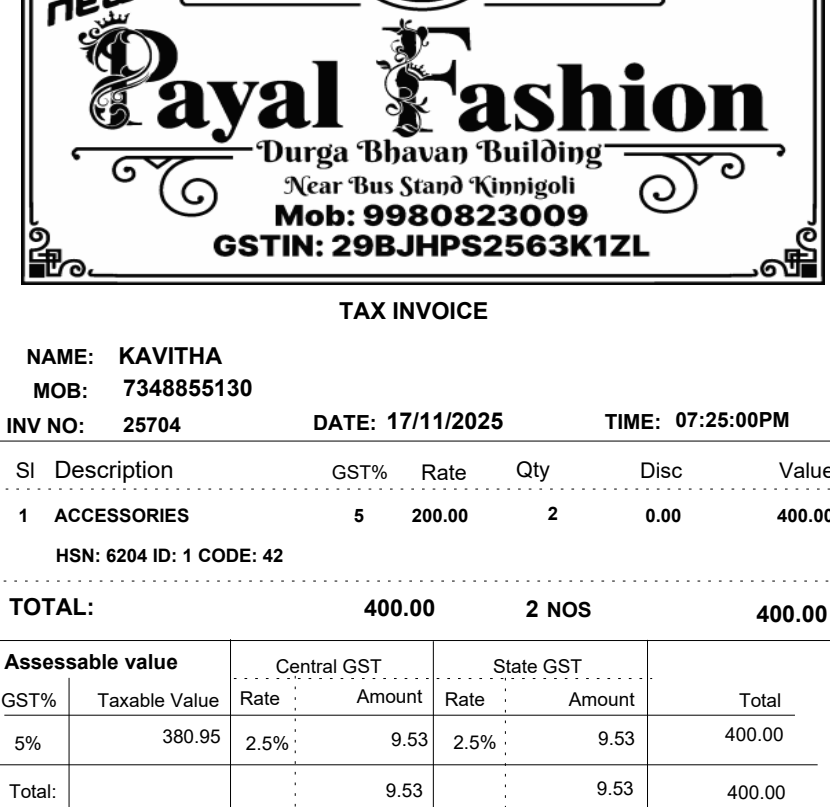 new
Payal Fashion
Durga Bhavan Building
Near Bus Stand Kinnigoli
Mob: 9980823009
GSTIN: 29BJHPS2563K1ZL
TAX INVOICE
NAME: KAVITHA
MOB: 7348855130
INV NO: 25704 DATE: 17/11/2025 TIME: 07:25:00PM
Sl Description GST% Rate Qty Disc Value
1 ACCESSORIES 5 200.00 2 0.00 400.00
HSN: 6204 ID: 1 CODE: 42
TOTAL: 400.00 2 NOS 400.00
Assessable value Central GST State GST
GST% Taxable Value Rate Amount Rate Amount Total
5% 380.95 2.5% 9.53 2.5% 9.53 400.00
Total: 9.53 9.53 400.00